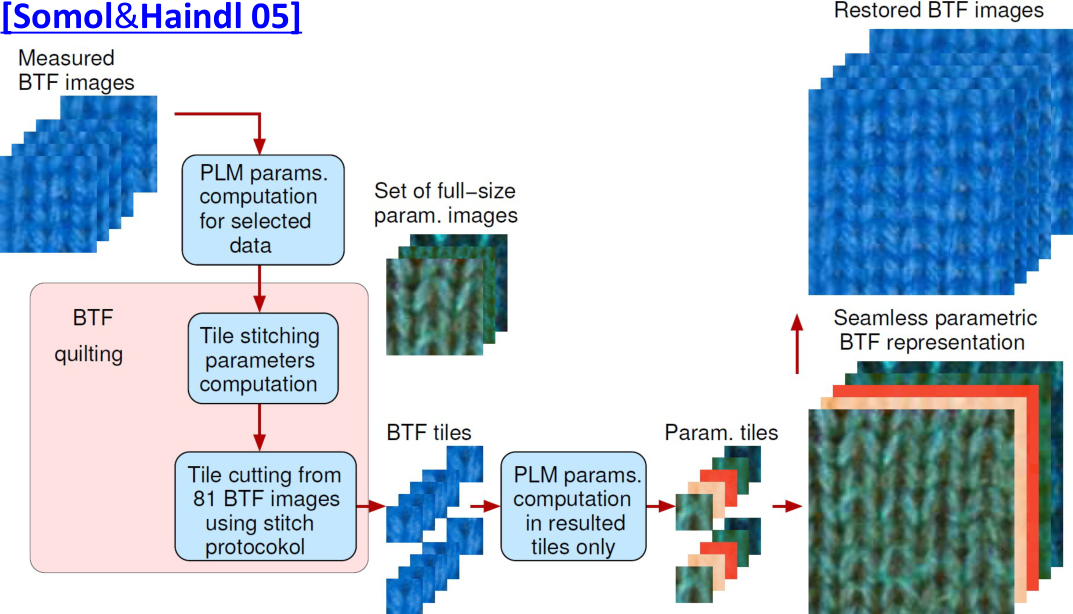 [Somol&Haindl 05]
Measured
BTF images
PLM params.
computation
for selected
data
Set of full-size
param. images
BTF
quilting
Tile stitching
parameters
computation
Tile cutting from
81 BTF images
using stitch
protocokol
BTF tiles
PLM params.
computation
in resulted
tiles only
Param. tiles
Restored BTF images
Seamless parametric
BTF representation